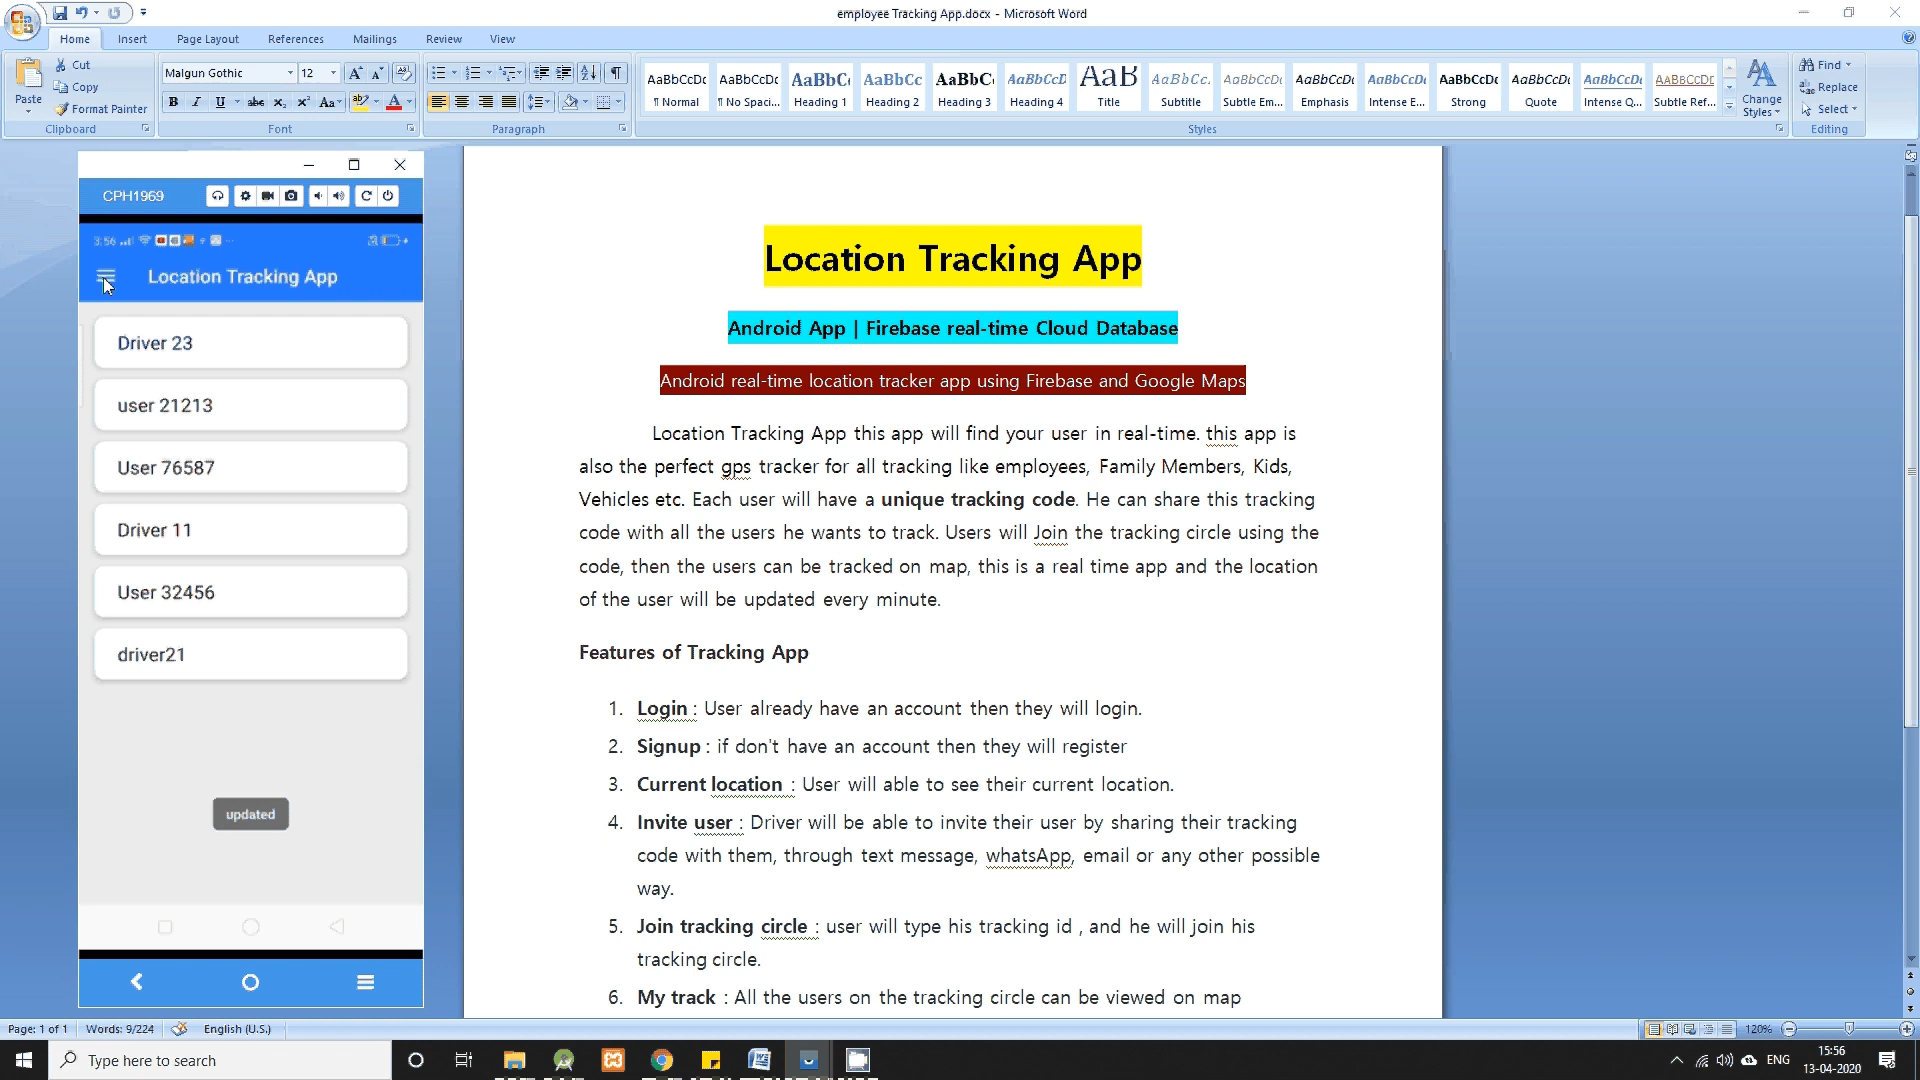 employee Tracking App.docx - Microsoft Word
Home Insert Page Layout References Mailings Review View
Paste
Cut
Copy
Format Painter
Clipboard
Malgun Gothic 12
B I U abc x₂ x² Aa ab A
Font
Paragraph
AaBbCcDc AaBbCcDc AaBbC AaBbCc AaBbC AaBbCcD AaB AaBbCc. AaBbCcDt AaBbCcDt AaBbCcDt AaBbCcDc AaBbCcDt AaBbCcDt AABBCCDE
¶ Normal ¶ No Spaci... Heading 1 Heading 2 Heading 3 Heading 4 Title Subtitle Subtle Em... Emphasis Intense E... Strong Quote Intense Q... Subtle Ref...
Change
Styles
Styles
Find
Replace
Select
Editing
CPH1969
3:56
Location Tracking App
Driver 23
user 21213
User 76587
Driver 11
User 32456
driver21
updated
Location Tracking App
Android App | Firebase real-time Cloud Database
Android real-time location tracker app using Firebase and Google Maps
Location Tracking App this app will find your user in real-time. this app is
also the perfect gps tracker for all tracking like employees, Family Members, Kids,
Vehicles etc. Each user will have a unique tracking code. He can share this tracking
code with all the users he wants to track. Users will Join the tracking circle using the
code, then the users can be tracked on map, this is a real time app and the location
of the user will be updated every minute.
Features of Tracking App
1. Login : User already have an account then they will login.
2. Signup : if don't have an account then they will register
3. Current location : User will able to see their current location.
4. Invite user : Driver will be able to invite their user by sharing their tracking
code with them, through text message, whatsApp, email or any other possible
way.
5. Join tracking circle : user will type his tracking id , and he will join his
tracking circle.
6. My track : All the users on the tracking circle can be viewed on map
Page: 1 of 1 Words: 9/224 English (U.S.) 120%
Type here to search
ENG
15:56
13-04-2020